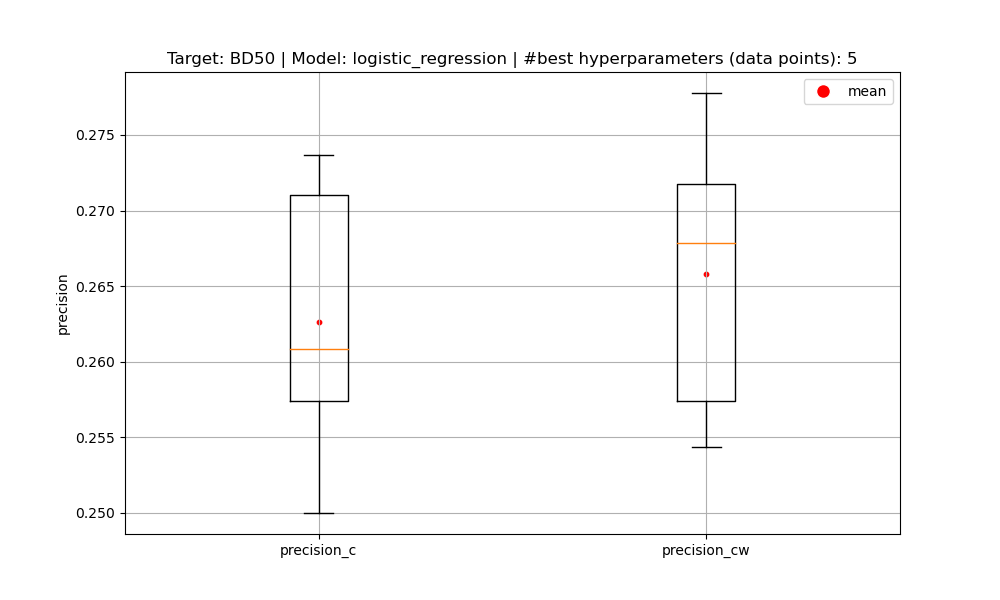 Target: BD50 | Model: logistic_regression | #best hyperparameters (data points): 5
mean
0.275
0.270
0.265
0.260
0.255
0.250
precision
precision_c
precision_cw